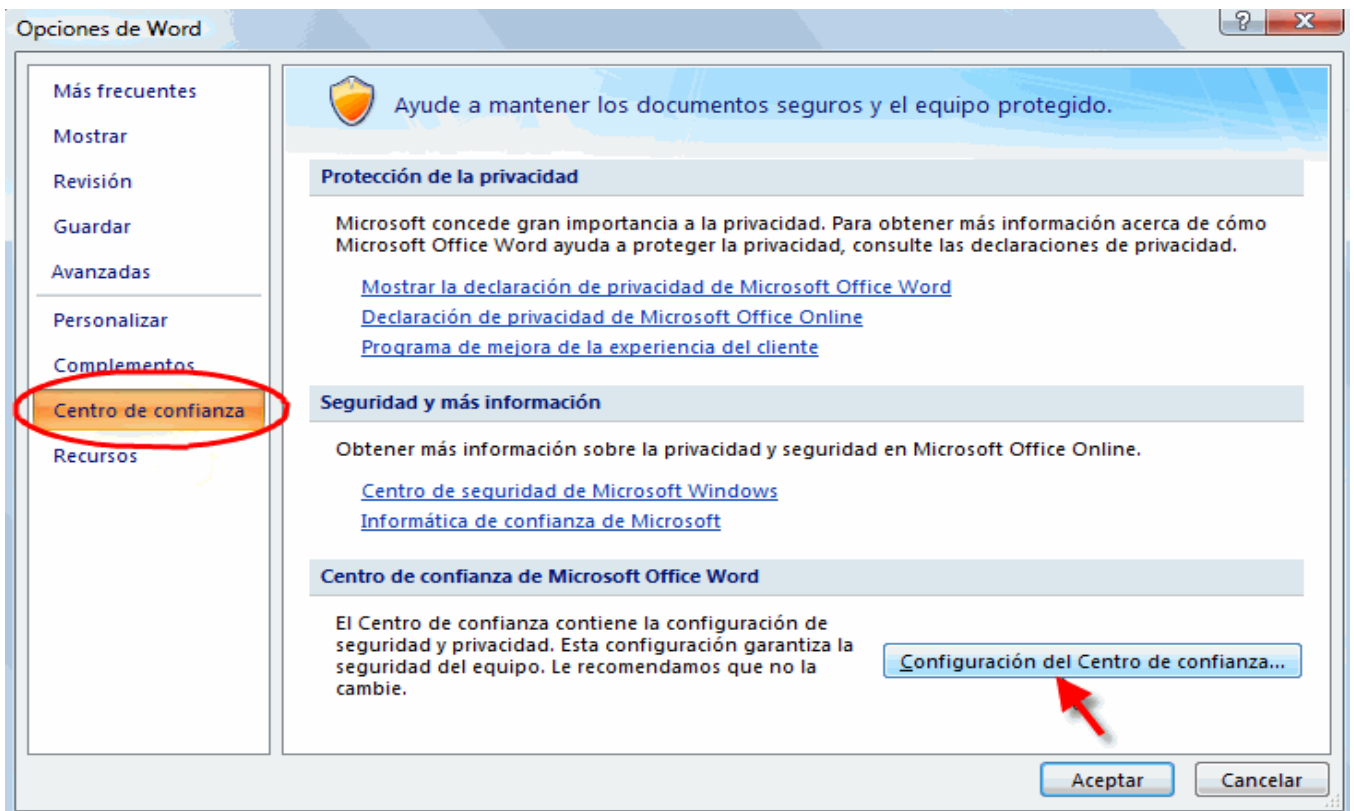 Opciones de Word
Más frecuentes
Mostrar
Revisión
Guardar
Avanzadas
Personalizar
Complementos
Centro de confianza
Recursos
Ayude a mantener los documentos seguros y el equipo protegido.
Protección de la privacidad
Microsoft concede gran importancia a la privacidad. Para obtener más información acerca de cómo
Microsoft Office Word ayuda a proteger la privacidad, consulte las declaraciones de privacidad.
Mostrar la declaración de privacidad de Microsoft Office Word
Declaración de privacidad de Microsoft Office Online
Programa de mejora de la experiencia del cliente
Seguridad y más información
Obtener más información sobre la privacidad y seguridad en Microsoft Office Online.
Centro de seguridad de Microsoft Windows
Informática de confianza de Microsoft
Centro de confianza de Microsoft Office Word
El Centro de confianza contiene la configuración de
seguridad y privacidad. Esta configuración garantiza la
seguridad del equipo. Le recomendamos que no la
cambie.
Configuración del Centro de confianza...
Aceptar
Cancelar